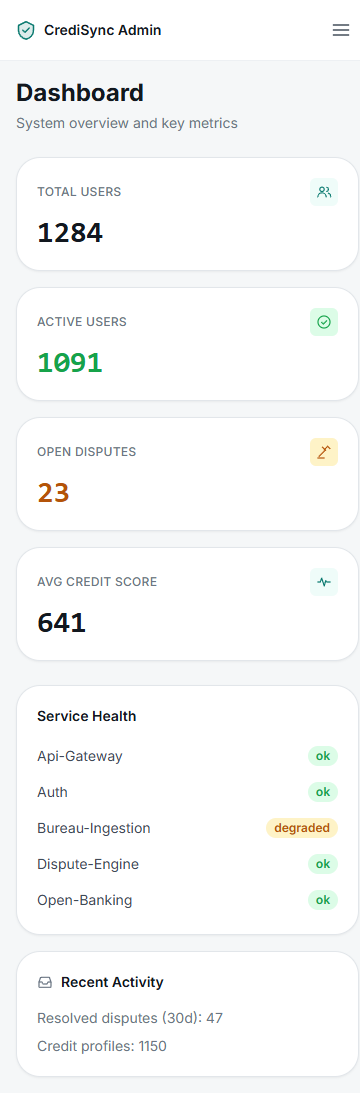 CrediSync Admin
Dashboard
System overview and key metrics
TOTAL USERS
1284
ACTIVE USERS
1091
OPEN DISPUTES
23
AVG CREDIT SCORE
641
Service Health
Api-Gateway ok
Auth ok
Bureau-Ingestion degraded
Dispute-Engine ok
Open-Banking ok
Recent Activity
Resolved disputes (30d): 47
Credit profiles: 1150